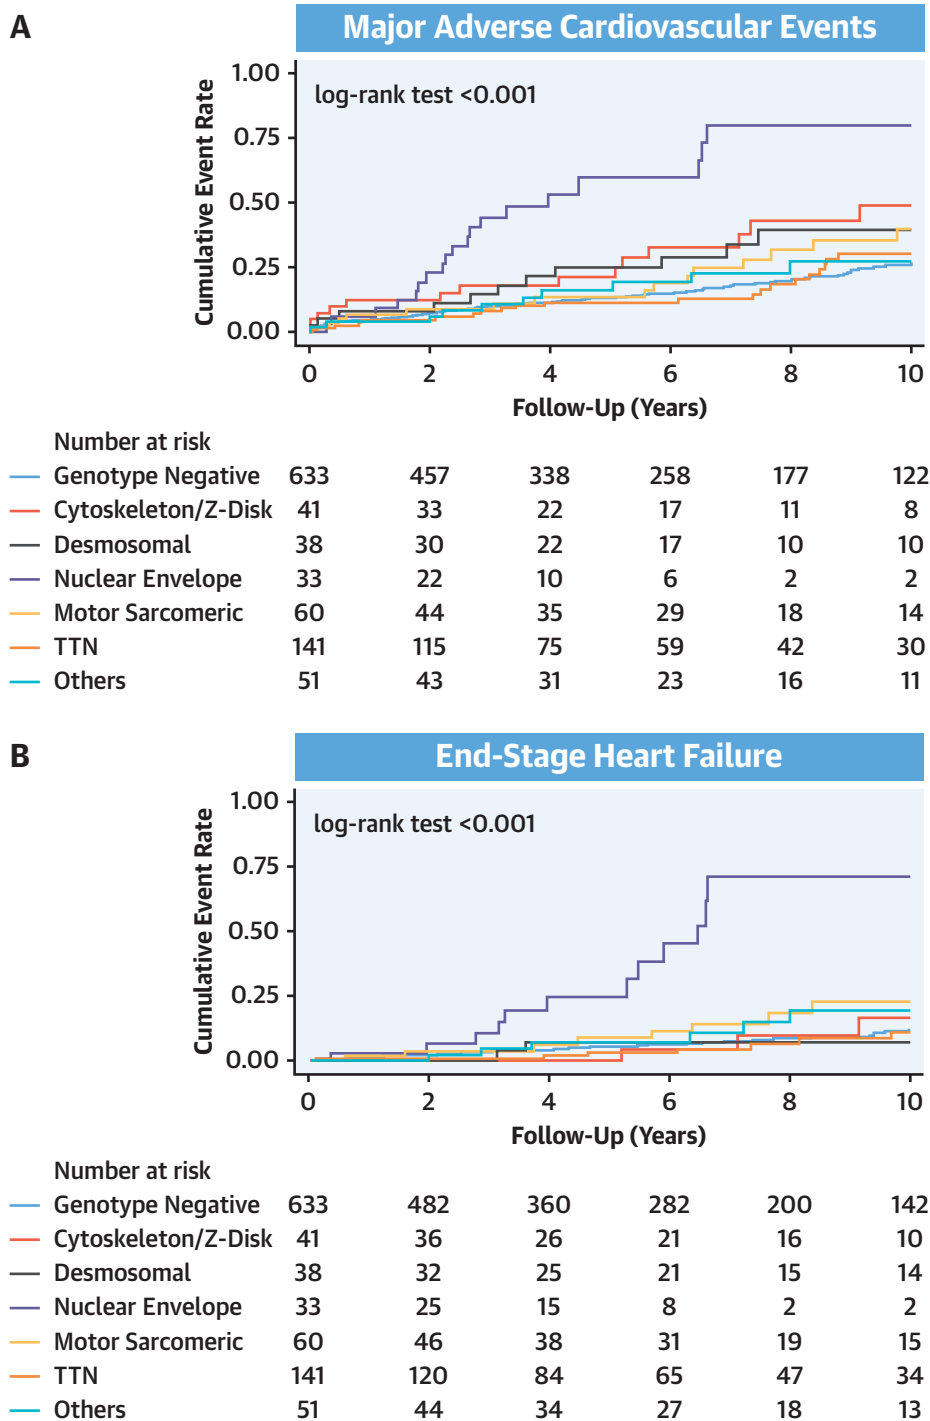 A
Major Adverse Cardiovascular Events
Cumulative Event Rate
1.00
0.75
0.50
0.25
0.00
log-rank test <0.001
0 2 4 6 8 10
Follow-Up (Years)
Number at risk
Genotype Negative 633 457 338 258 177 122
Cytoskeleton/Z-Disk 41 33 22 17 11 8
Desmosomal 38 30 22 17 10 10
Nuclear Envelope 33 22 10 6 2 2
Motor Sarcomeric 60 44 35 29 18 14
TTN 141 115 75 59 42 30
Others 51 43 31 23 16 11
B
End-Stage Heart Failure
Cumulative Event Rate
1.00
0.75
0.50
0.25
0.00
log-rank test <0.001
0 2 4 6 8 10
Follow-Up (Years)
Number at risk
Genotype Negative 633 482 360 282 200 142
Cytoskeleton/Z-Disk 41 36 26 21 16 10
Desmosomal 38 32 25 21 15 14
Nuclear Envelope 33 25 15 8 2 2
Motor Sarcomeric 60 46 38 31 19 15
TTN 141 120 84 65 47 34
Others 51 44 34 27 18 13